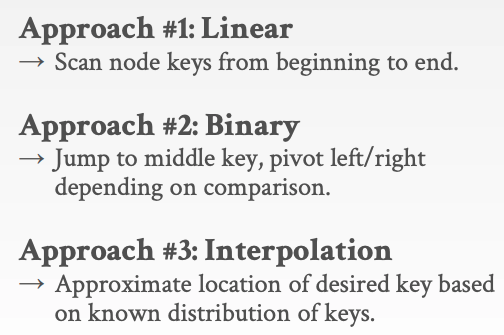 Approach #1: Linear
→ Scan node keys from beginning to end.
Approach #2: Binary
→ Jump to middle key, pivot left/right
depending on comparison.
Approach #3: Interpolation
→ Approximate location of desired key based
on known distribution of keys.